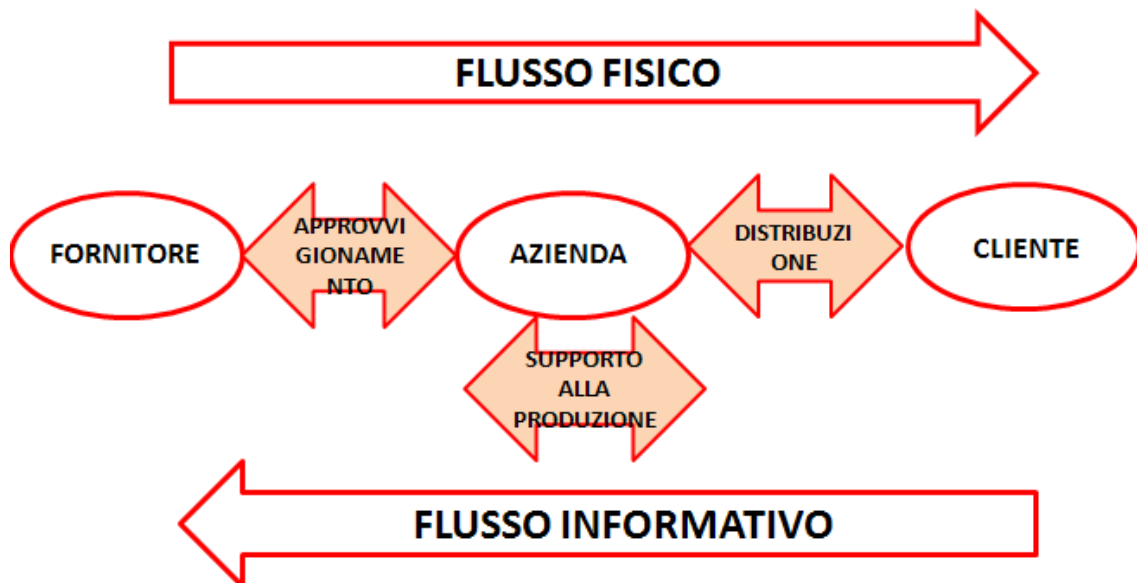 FLUSSO FISICO
FORNITORE
APPROVVI
GIONAME
NTO
AZIENDA
DISTRIBUZI
ONE
CLIENTE
SUPPORTO
ALLA
PRODUZIONE
FLUSSO INFORMATIVO